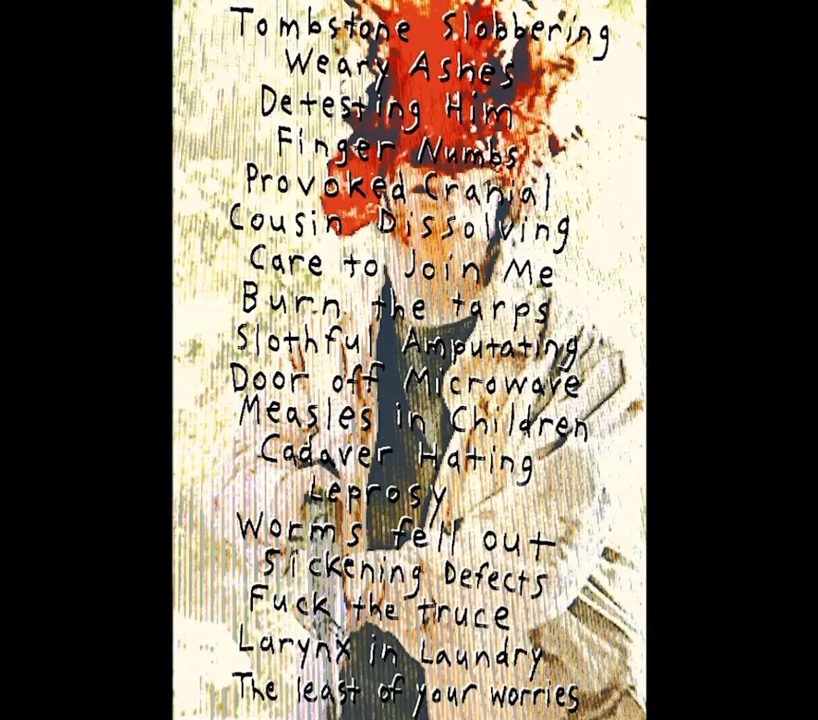 Tombstone Slobbering
Weary Ashes
Detesting Him
Finger Numbs
Provoked Cranial
Cousin Dissolving
Care to Join Me
Burn the tarps
Slothful Amputating
Door off Microwave
Measles in Children
Cadaver Hating
Leprosy
Worms fell out
Sickening Defects
Fuck the truce
Larynx in Laundry
The least of your worries